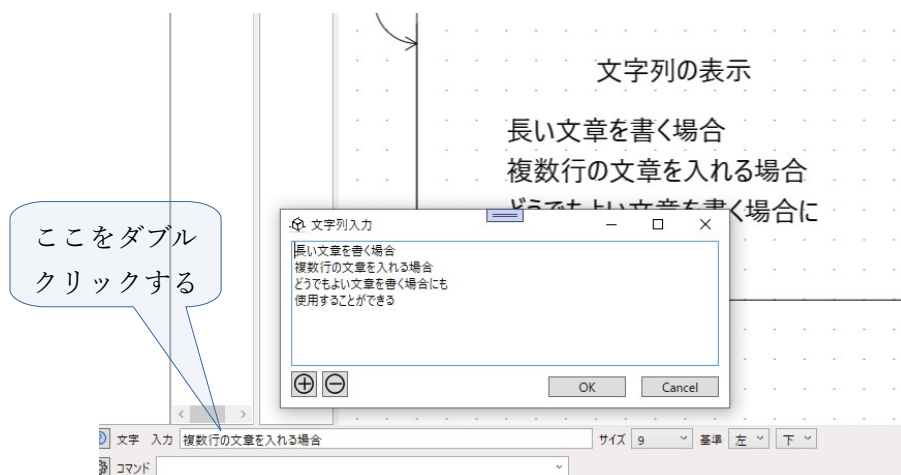 文字列の表示
長い文章を書く場合
複数行の文章を入れる場合
どうでもよい文章を書く場合に
ここをダブル
クリックする
文字列入力
長い文章を書く場合
複数行の文章を入れる場合
どうでもよい文章を書く場合にも
使用することができる
OK Cancel
文字 入力 複数行の文章を入れる場合 サイズ 9 基準 左 下
コマンド